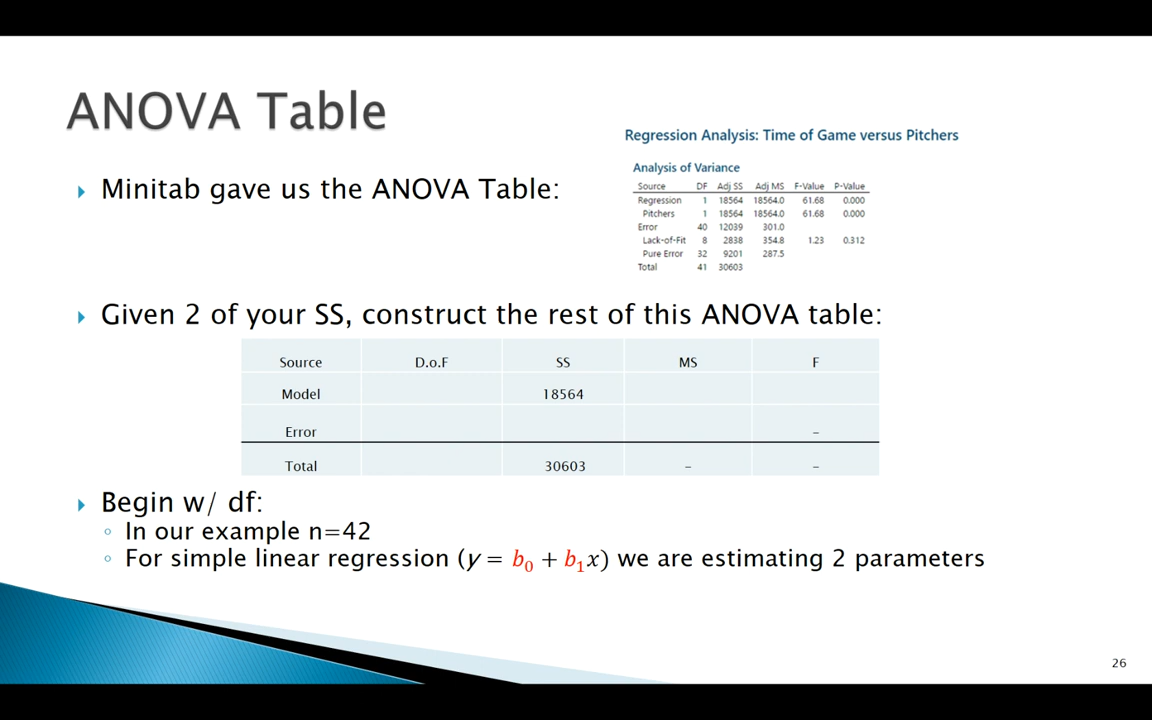 ANOVA Table
Minitab gave us the ANOVA Table:
Regression Analysis: Time of Game versus Pitchers
Analysis of Variance
Source DF Adj SS Adj MS F-Value P-Value
Regression 1 18564 18564.0 61.68 0.000
Pitchers 1 18564 18564.0 61.68 0.000
Error 40 12039 301.0
Lack-of-Fit 8 2838 354.8 1.23 0.312
Pure Error 32 9201 287.5
Total 41 30603
Given 2 of your SS, construct the rest of this ANOVA table:
Source D.o.F SS MS F
Model 18564
Error –
Total 30603 – –
Begin w/ df:
In our example n=42
For simple linear regression (y = b₀ + b₁x) we are estimating 2 parameters
26